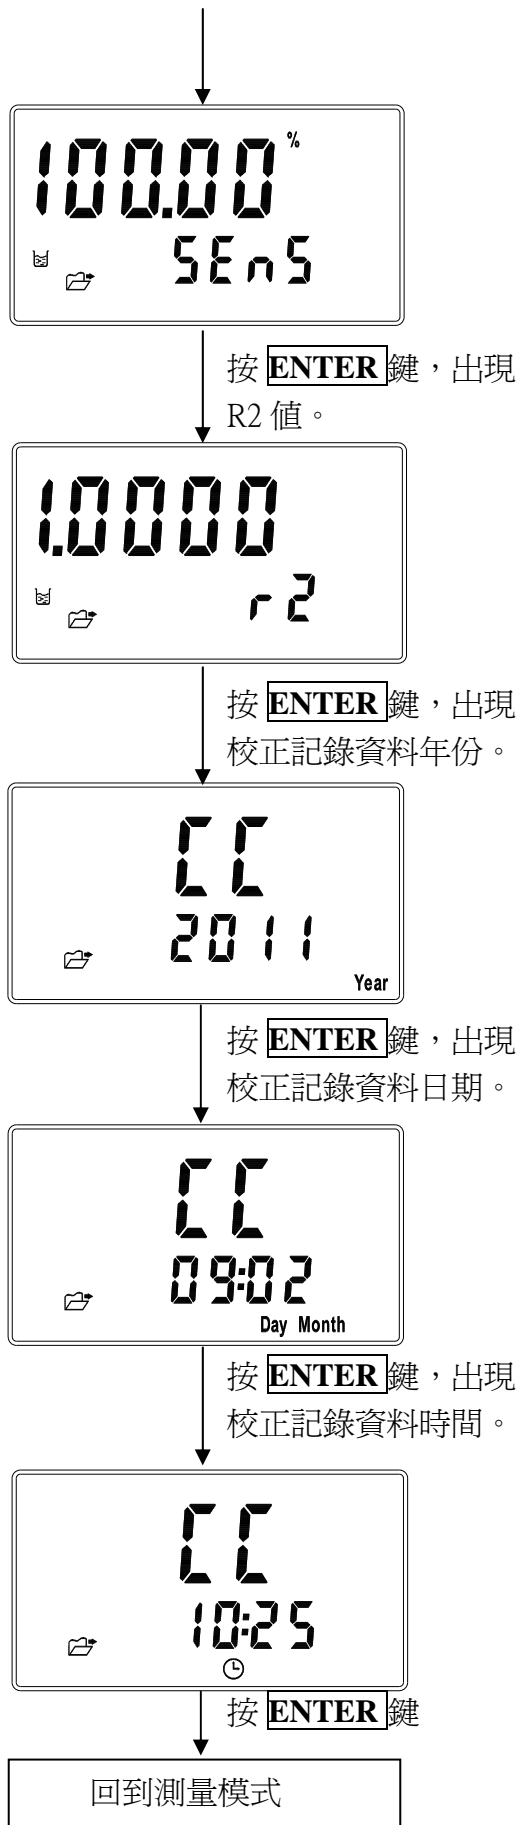 100.00 %
SEnS
按 ENTER 鍵，出現
R2 值。
1.0000
r2
按 ENTER 鍵，出現
校正記錄資料年份。
CC
2011
Year
按 ENTER 鍵，出現
校正記錄資料日期。
CC
09:02
Day Month
按 ENTER 鍵，出現
校正記錄資料時間。
CC
10:25
按 ENTER 鍵
回到測量模式